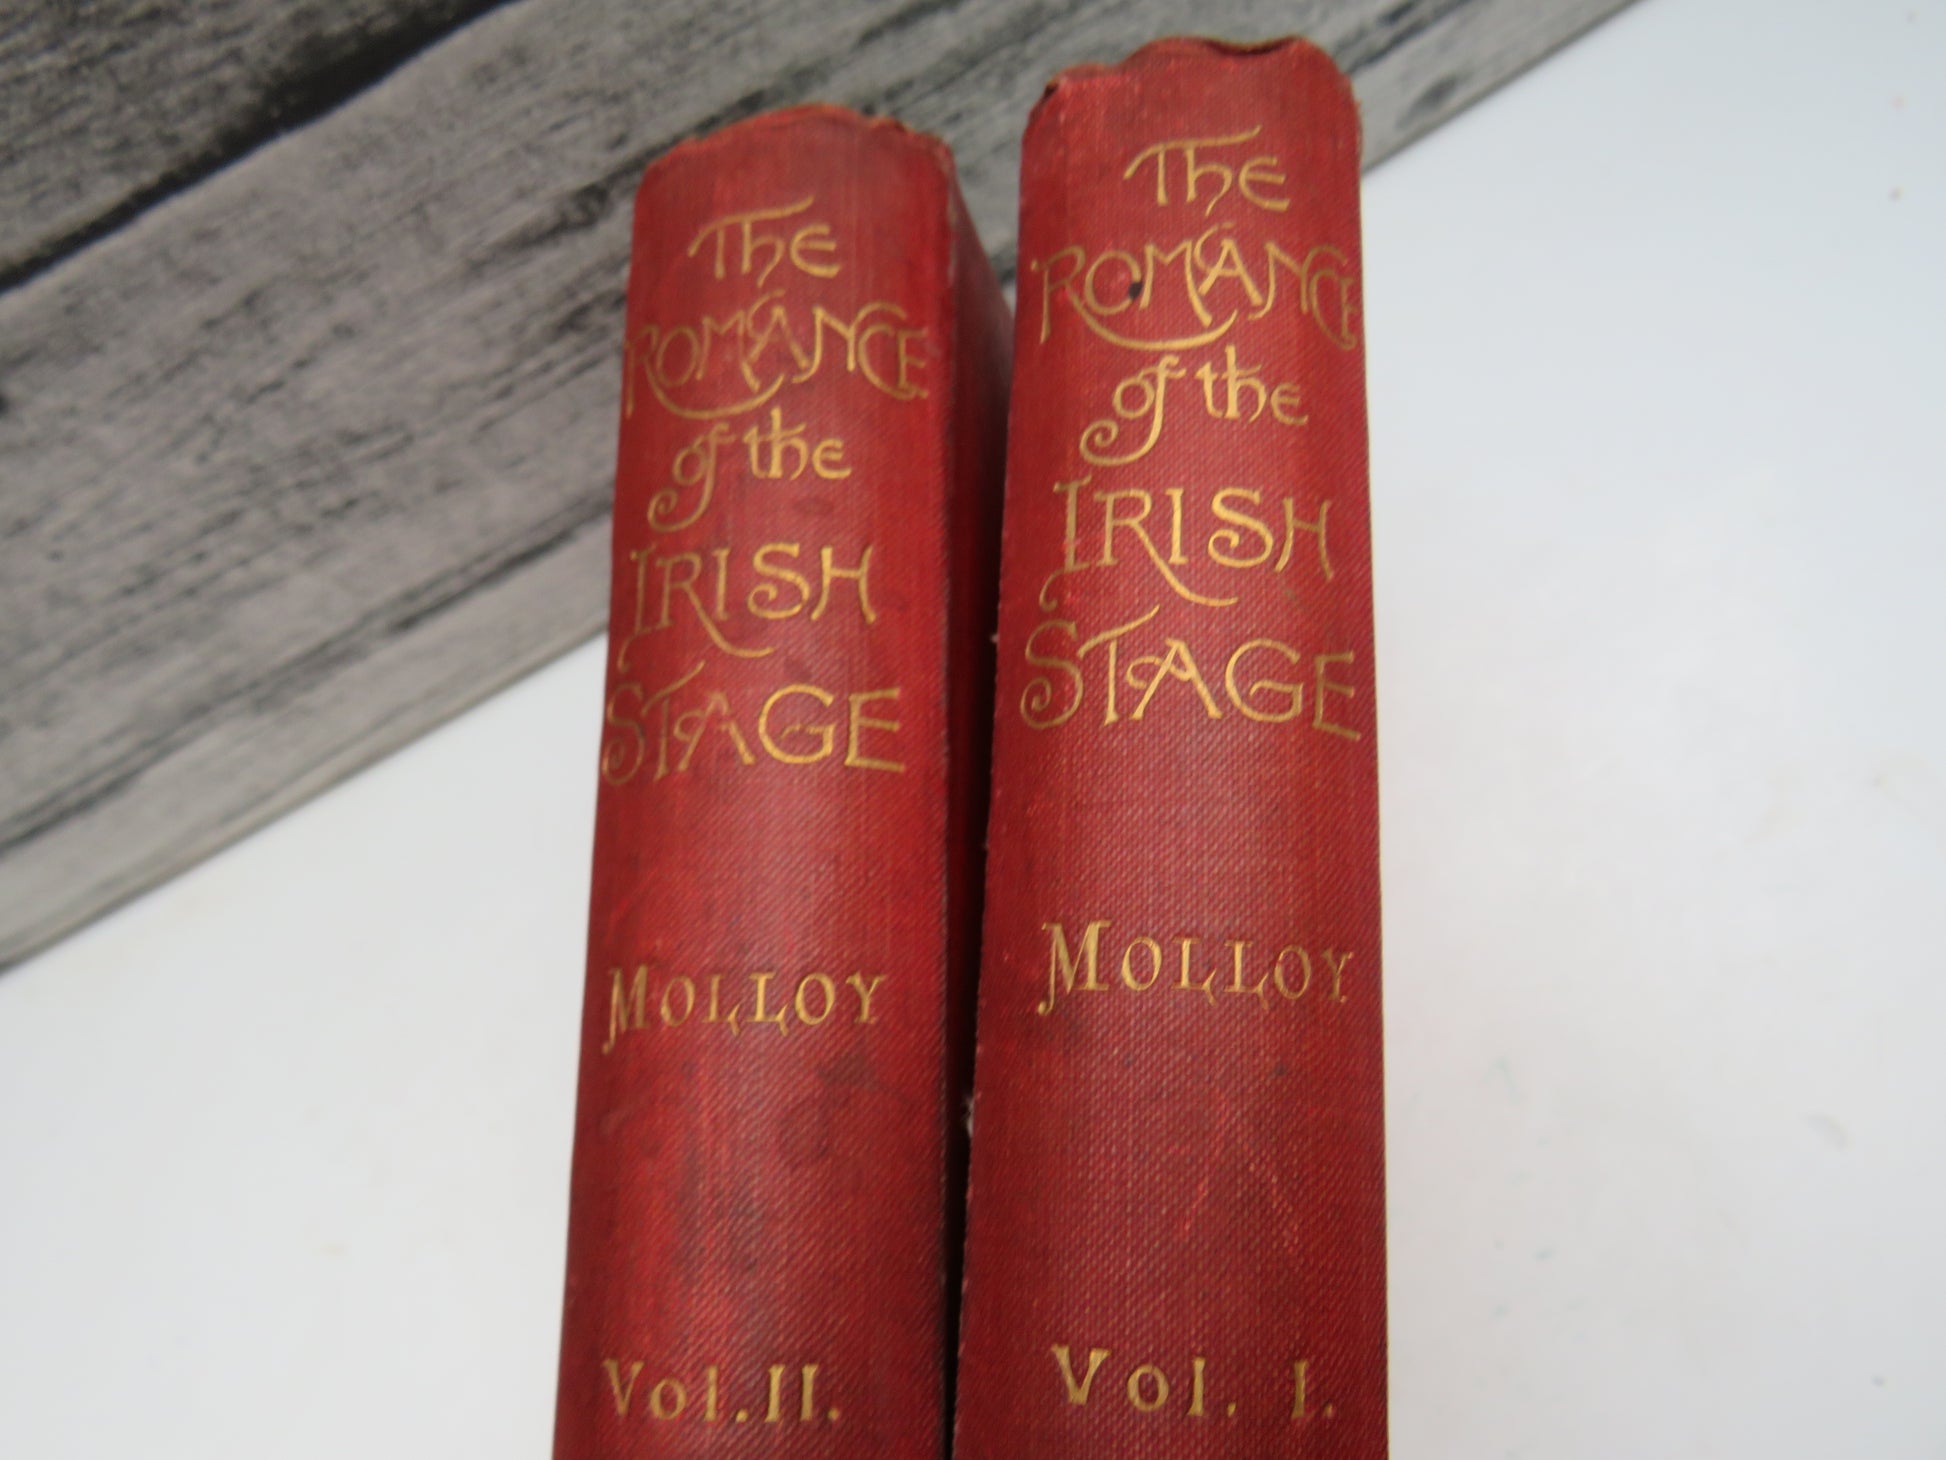 The
Romance
of the
Irish
Stage
Molloy
Vol. II.
The
Romance
of the
Irish
Stage
Molloy
Vol. I.